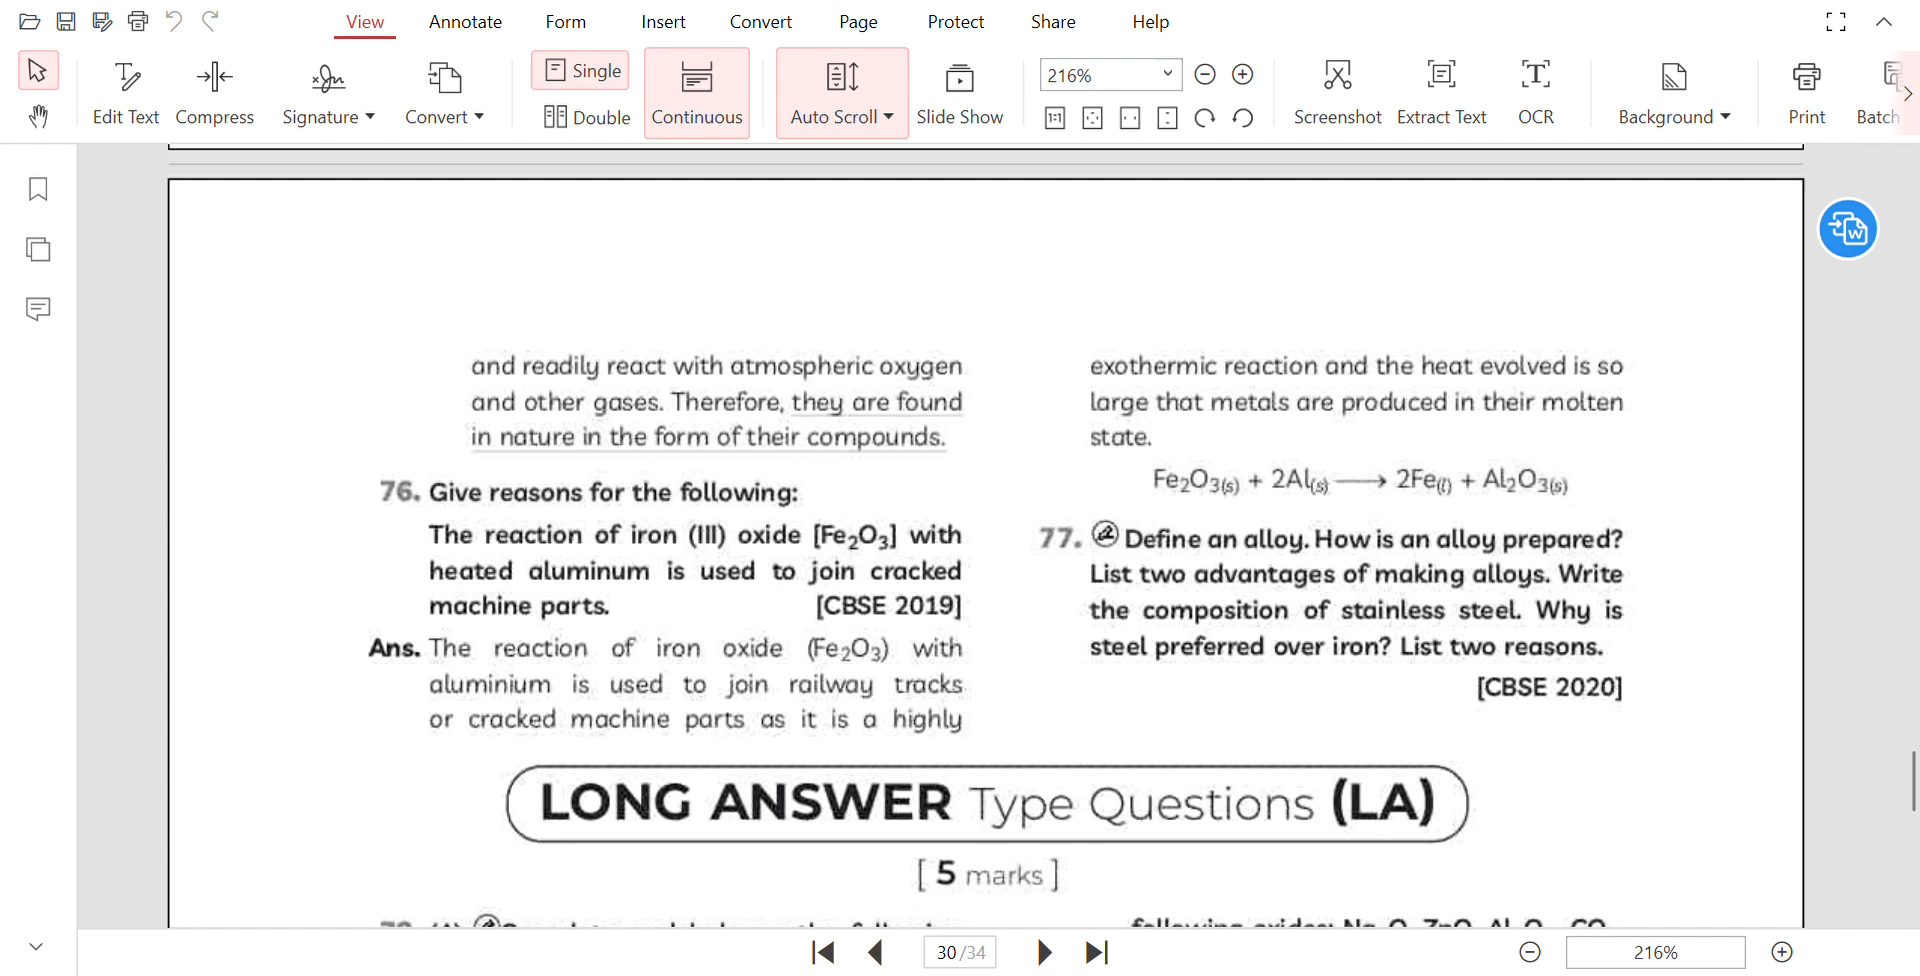 View Annotate Form Insert Convert Page Protect Share Help
Edit Text Compress Signature Convert Single Double Continuous Auto Scroll Slide Show 216% 1:1 Screenshot Extract Text OCR Background Print Batch
and readily react with atmospheric oxygen
and other gases. Therefore, they are found
in nature in the form of their compounds.
76. Give reasons for the following:
The reaction of iron (III) oxide [Fe₂O₃] with
heated aluminum is used to join cracked
machine parts. [CBSE 2019]
Ans. The reaction of iron oxide (Fe₂O₃) with
aluminium is used to join railway tracks
or cracked machine parts as it is a highly
exothermic reaction and the heat evolved is so
large that metals are produced in their molten
state.
Fe₂O₃(s) + 2Al(s) ⟶ 2Fe(l) + Al₂O₃(s)
77. Define an alloy. How is an alloy prepared?
List two advantages of making alloys. Write
the composition of stainless steel. Why is
steel preferred over iron? List two reasons.
[CBSE 2020]
LONG ANSWER Type Questions (LA)
[ 5 marks ]
following oxides: Na₂O, ZnO, Al₂O₃, CO
30/34
216%